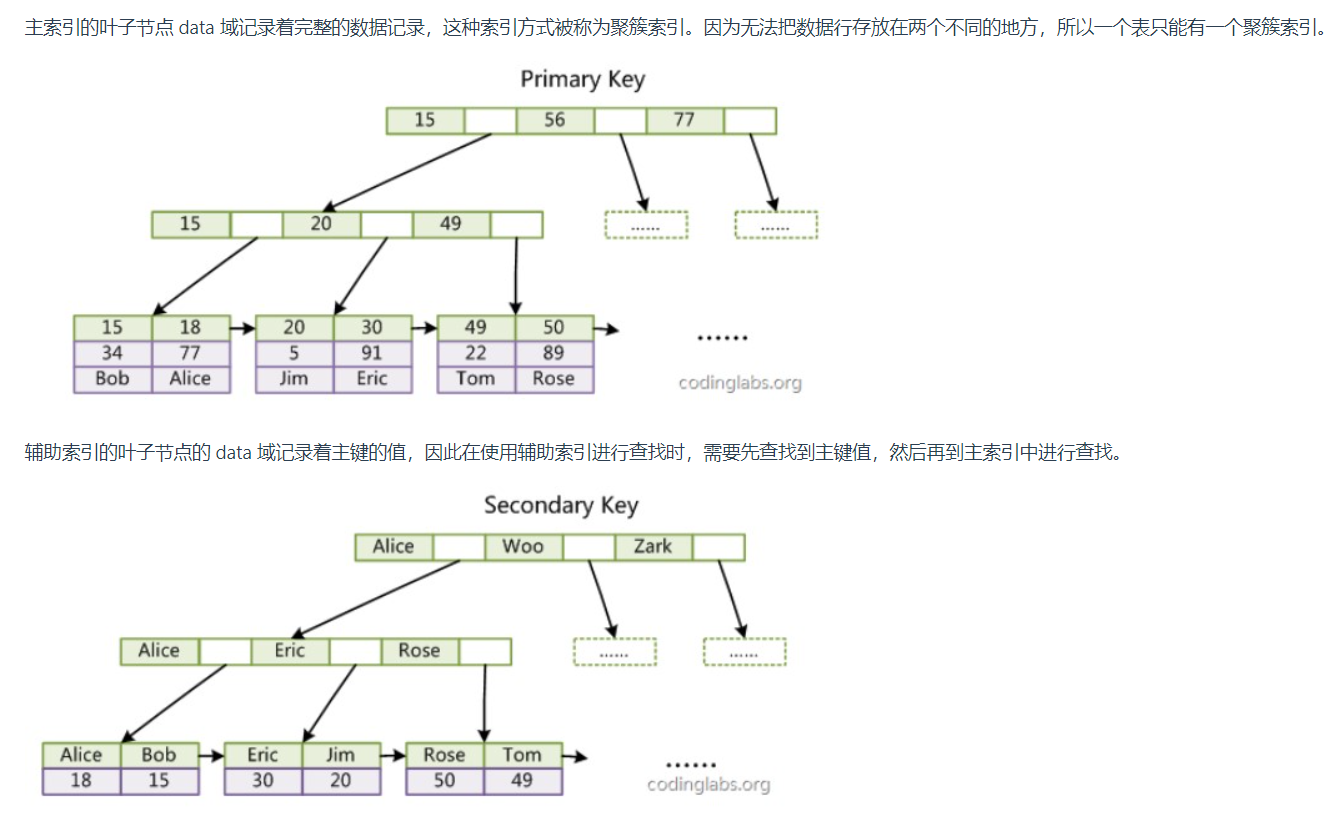 主索引的叶子节点 data 域记录着完整的数据记录，这种索引方式被称为聚簇索引。因为无法把数据行存放在两个不同的地方，所以一个表只能有一个聚簇索引。
Primary Key
15 56 77
15 20 49 ...... ......
15 18 20 30 49 50
34 77 5 91 22 89 ......
Bob Alice Jim Eric Tom Rose codinglabs.org
辅助索引的叶子节点的 data 域记录着主键的值，因此在使用辅助索引进行查找时，需要先查找到主键值，然后再到主索引中进行查找。
Secondary Key
Alice Woo Zark
Alice Eric Rose ...... ......
Alice Bob Eric Jim Rose Tom ......
18 15 30 20 50 49 codinglabs.org